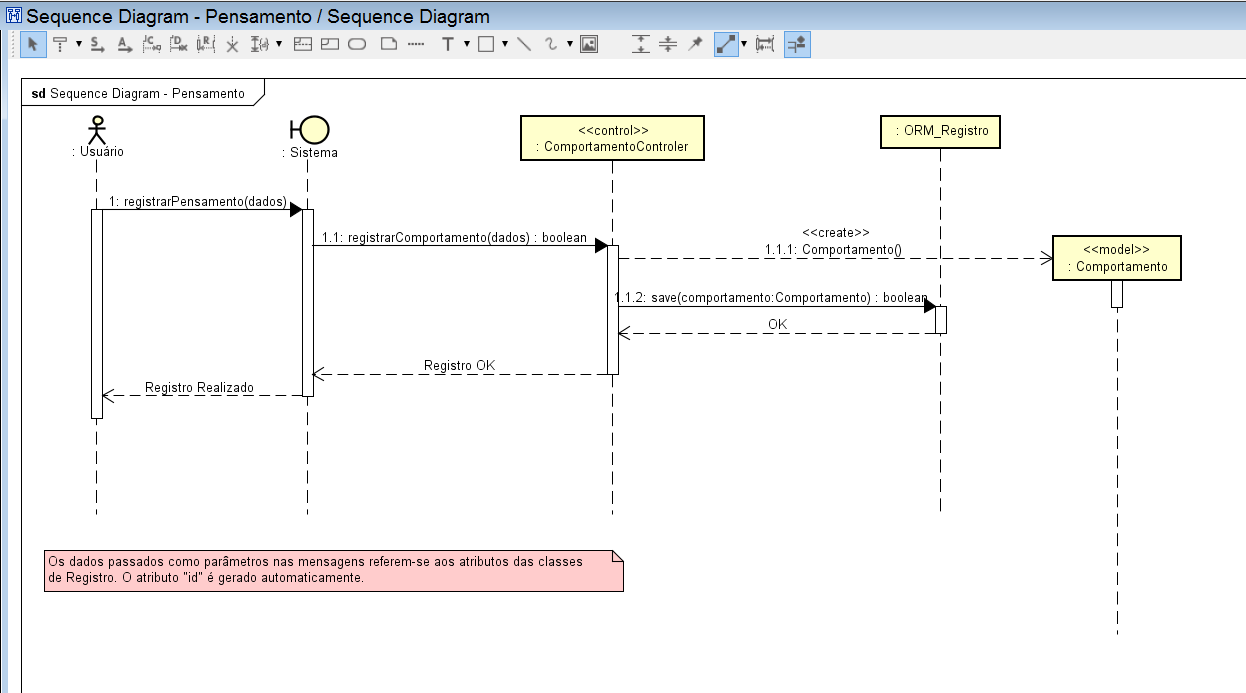 Sequence Diagram - Pensamento / Sequence Diagram
sd Sequence Diagram - Pensamento
: Usuário
: Sistema
<<control>>
: ComportamentoControler
: ORM_Registro
1: registrarPensamento(dados)
1.1: registrarComportamento(dados) : boolean
<<create>>
1.1.1: Comportamento()
<<model>>
: Comportamento
1.1.2: save(comportamento:Comportamento) : boolean
OK
Registro OK
Registro Realizado
Os dados passados como parâmetros nas mensagens referem-se aos atributos das classes
de Registro. O atributo "id" é gerado automaticamente.